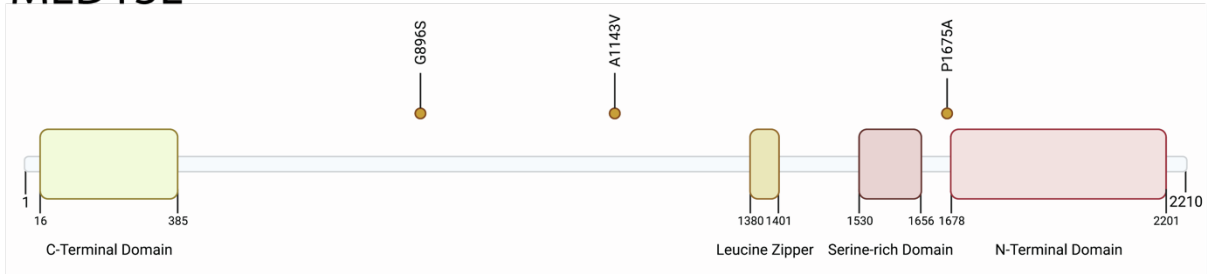 G896S
A1143V
P1675A
1
16
385
1380
1401
1530
1656
1678
2201
2210
C-Terminal Domain
Leucine Zipper
Serine-rich Domain
N-Terminal Domain